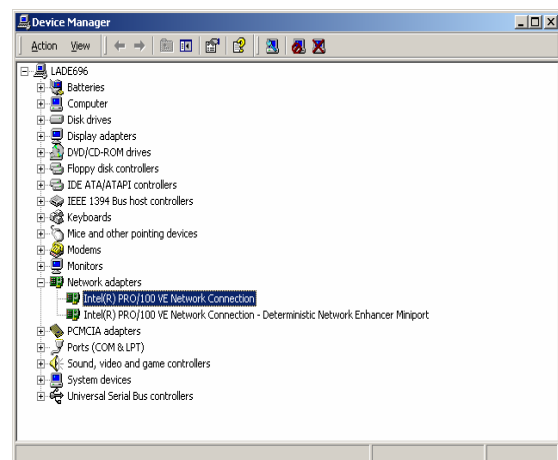 Device Manager
Action View
LADE696
Batteries
Computer
Disk drives
Display adapters
DVD/CD-ROM drives
Floppy disk controllers
IDE ATA/ATAPI controllers
IEEE 1394 Bus host controllers
Keyboards
Mice and other pointing devices
Modems
Monitors
Network adapters
Intel(R) PRO/100 VE Network Connection
Intel(R) PRO/100 VE Network Connection - Deterministic Network Enhancer Miniport
PCMCIA adapters
Ports (COM & LPT)
Sound, video and game controllers
System devices
Universal Serial Bus controllers